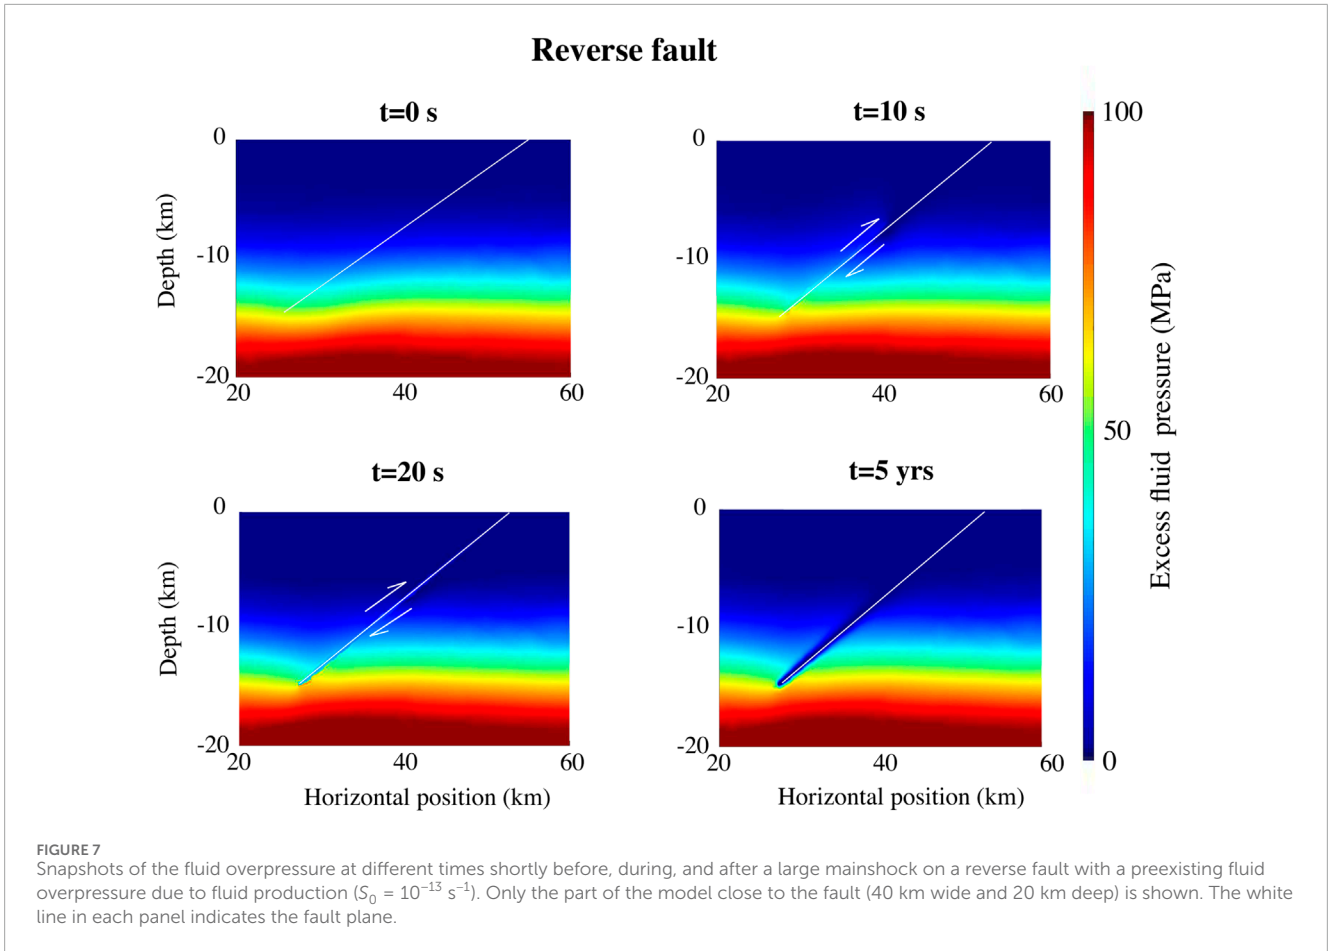 Reverse fault
t=0 s
t=10 s
0
-10
-20
20
40
60
Depth (km)
0
-10
-20
20
40
60
t=20 s
t=5 yrs
0
-10
-20
20
40
60
Depth (km)
Horizontal position (km)
0
-10
-20
20
40
60
Horizontal position (km)
100
50
0
Excess fluid pressure (MPa)
FIGURE 7
Snapshots of the fluid overpressure at different times shortly before, during, and after a large mainshock on a reverse fault with a preexisting fluid
overpressure due to fluid production (S₀ = 10⁻¹³ s⁻¹). Only the part of the model close to the fault (40 km wide and 20 km deep) is shown. The white
line in each panel indicates the fault plane.